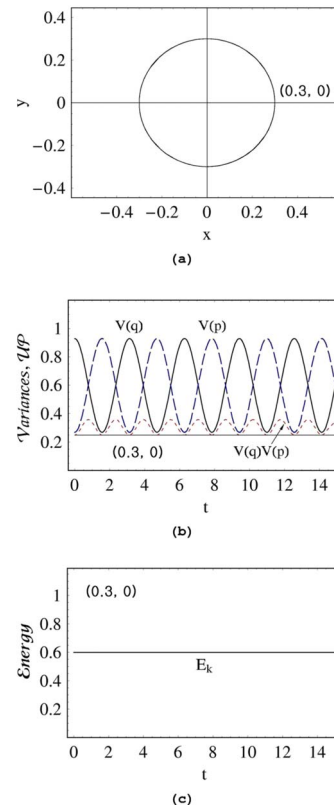 0.4
0.2
y
0
(0.3, 0)
−0.2
−0.4
−0.4
−0.2
0
0.2
0.4
x
(a)
1
V(q)
V(p)
0.8
Variances, UP
0.6
0.4
0.2
(0.3, 0)
V(q)V(p)
0 2 4 6 8 10 12 14
t
(b)
(0.3, 0)
1
0.8
Energy
0.6
E_k
0.4
0.2
0 2 4 6 8 10 12 14
t
(c)